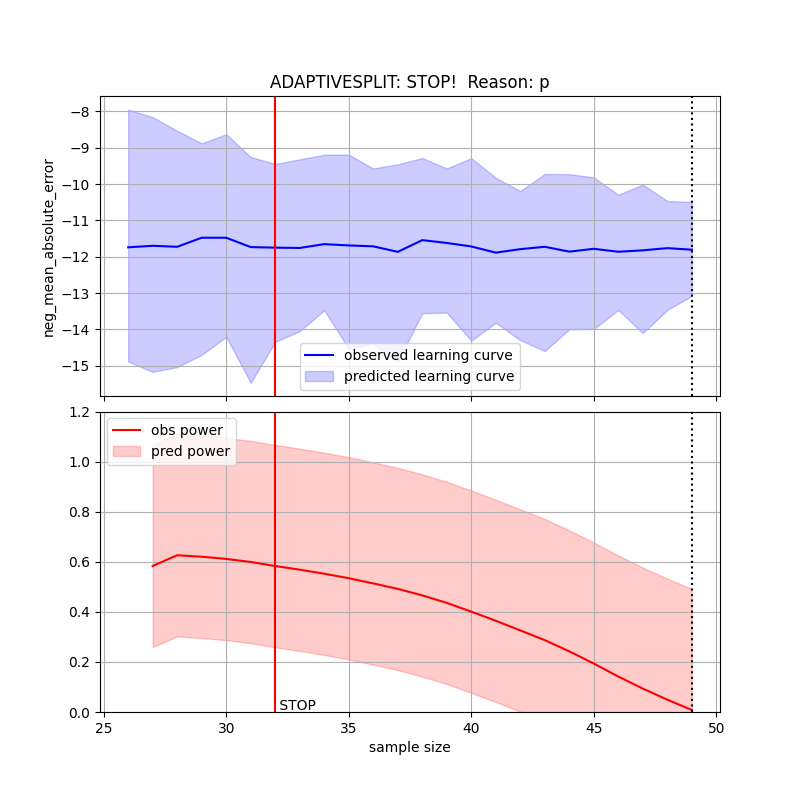 ADAPTIVESPLIT: STOP!  Reason: p
neg_mean_absolute_error
−8
−9
−10
−11
−12
−13
−14
−15
observed learning curve
predicted learning curve
1.2
1.0
0.8
0.6
0.4
0.2
0.0
obs power
pred power
STOP
25
30
35
40
45
50
sample size